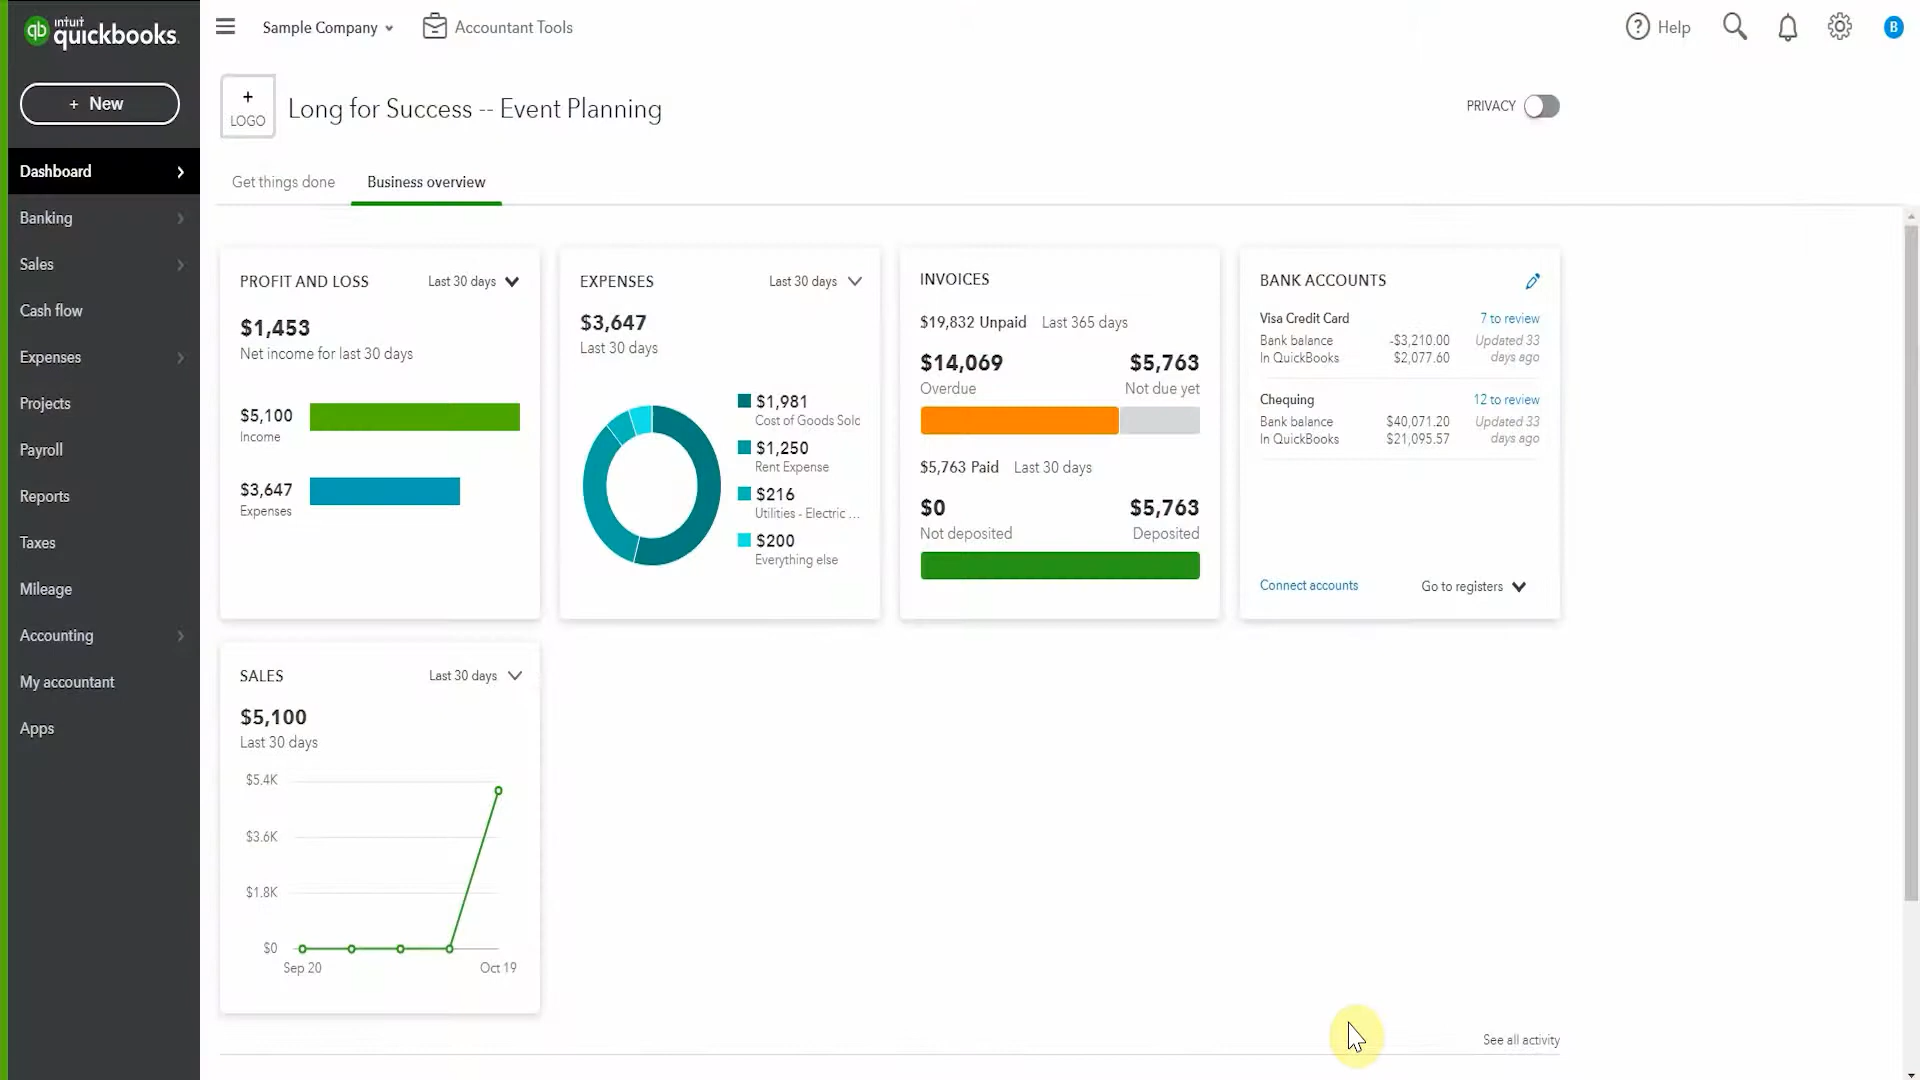 intuit
quickbooks.
Sample Company
Accountant Tools
Help
B
+ New
+
LOGO
Long for Success -- Event Planning
PRIVACY
Dashboard
Banking
Sales
Cash flow
Expenses
Projects
Payroll
Reports
Taxes
Mileage
Accounting
My accountant
Apps
Get things done
Business overview
PROFIT AND LOSS
Last 30 days
$1,453
Net income for last 30 days
$5,100
Income
$3,647
Expenses
EXPENSES
Last 30 days
$3,647
Last 30 days
$1,981
Cost of Goods Solc
$1,250
Rent Expense
$216
Utilities - Electric ...
$200
Everything else
INVOICES
$19,832 Unpaid Last 365 days
$14,069 $5,763
Overdue Not due yet
$5,763 Paid Last 30 days
$0 $5,763
Not deposited Deposited
BANK ACCOUNTS
Visa Credit Card 7 to review
Bank balance -$3,210.00 Updated 33
In QuickBooks $2,077.60 days ago
Chequing 12 to review
Bank balance $40,071.20 Updated 33
In QuickBooks $21,095.57 days ago
Connect accounts Go to registers
SALES
Last 30 days
$5,100
Last 30 days
$5.4K
$3.6K
$1.8K
$0
Sep 20 Oct 19
See all activity